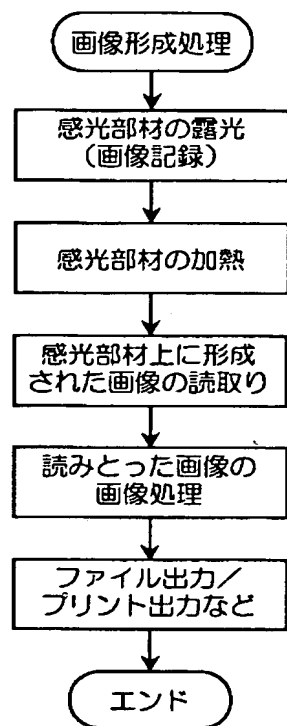 画像形成処理
感光部材の露光
（画像記録）
感光部材の加熱
感光部材上に形成
された画像の読取り
読みとった画像の
画像処理
ファイル出力／
プリント出力など
エンド